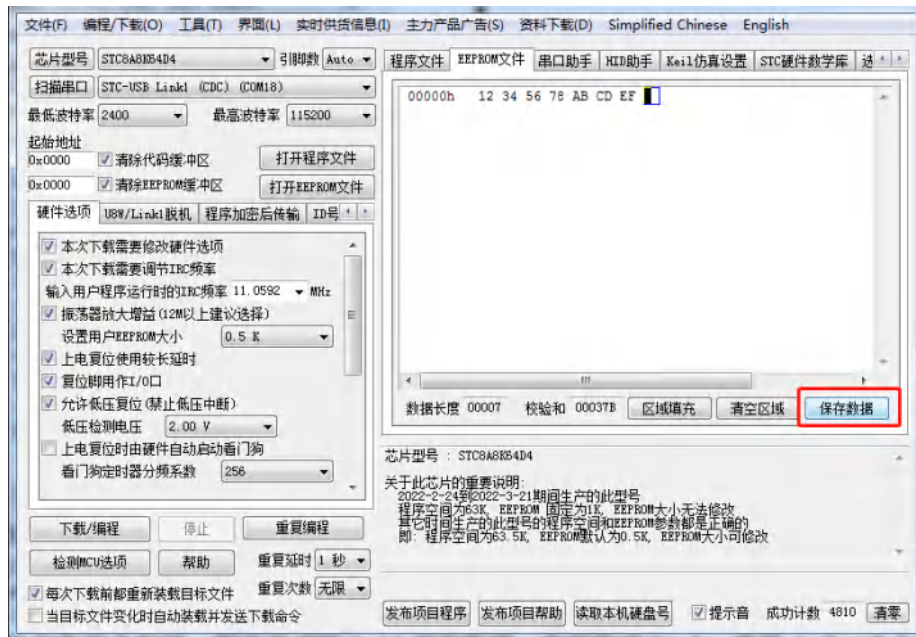 文件(F) 编程/下载(O) 工具(T) 界面(L) 实时供货信息(I) 主力产品广告(S) 资料下载(D) Simplified Chinese English
芯片型号 STC8A8K64D4 引脚数 Auto
扫描串口 STC-USB Link1 (CDC) (COM18)
最低波特率 2400 最高波特率 115200
起始地址
0x0000 清除代码缓冲区 打开程序文件
0x0000 清除EEPROM缓冲区 打开EEPROM文件
硬件选项 U8W/Link1脱机 程序加密后传输 ID号
本次下载需要修改硬件选项
本次下载需要调节IRC频率
输入用户程序运行时的IRC频率 11.0592 MHz
振荡器放大增益(12M以上建议选择)
设置用户EEPROM大小 0.5 K
上电复位使用较长延时
复位脚用作I/O口
允许低压复位(禁止低压中断)
低压检测电压 2.00 V
上电复位时由硬件自动启动看门狗
看门狗定时器分频系数 256
下载/编程 停止 重复编程
检测MCU选项 帮助 重复延时 1 秒
每次下载前都重新装载目标文件 重复次数 无限
当目标文件变化时自动装载并发送下载命令
程序文件 EEPROM文件 串口助手 HID助手 Keil仿真设置 STC硬件数学库 选
00000h 12 34 56 78 AB CD EF
数据长度 00007 校验和 00037B 区域填充 清空区域 保存数据
芯片型号 : STC8A8K64D4
关于此芯片的重要说明:
2022-2-24到2022-3-21期间生产的此型号
程序空间为63K, EEPROM 固定为1K, EEPROM大小无法修改
其它时间生产的此型号的程序空间和EEPROM参数都是正确的
即: 程序空间为63.5K, EEPROM默认为0.5K, EEPROM大小可修改
发布项目程序 发布项目帮助 读取本机硬盘号 提示音 成功计数 4810 清零